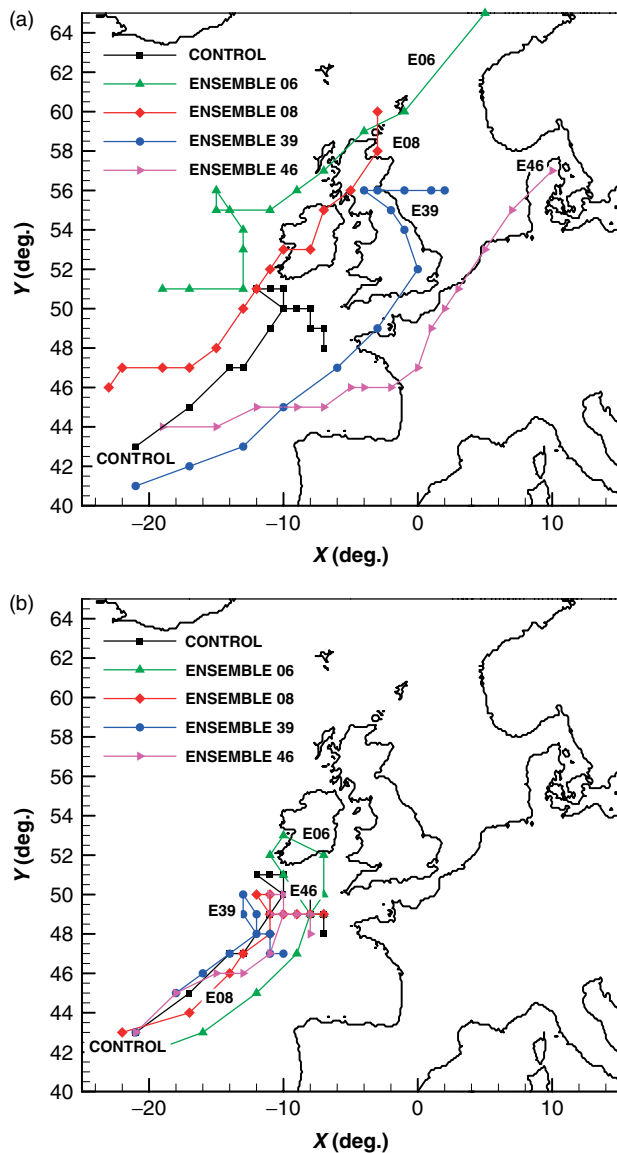 (a)
CONTROL
ENSEMBLE 06
ENSEMBLE 08
ENSEMBLE 39
ENSEMBLE 46
E06
E08
E46
E39
CONTROL
64
62
60
58
56
54
52
50
48
46
44
42
40
Y (deg.)
−20 −10 0 10
X (deg.)
(b)
CONTROL
ENSEMBLE 06
ENSEMBLE 08
ENSEMBLE 39
ENSEMBLE 46
E06
E46
E39
E08
CONTROL
64
62
60
58
56
54
52
50
48
46
44
42
40
Y (deg.)
−20 −10 0 10
X (deg.)